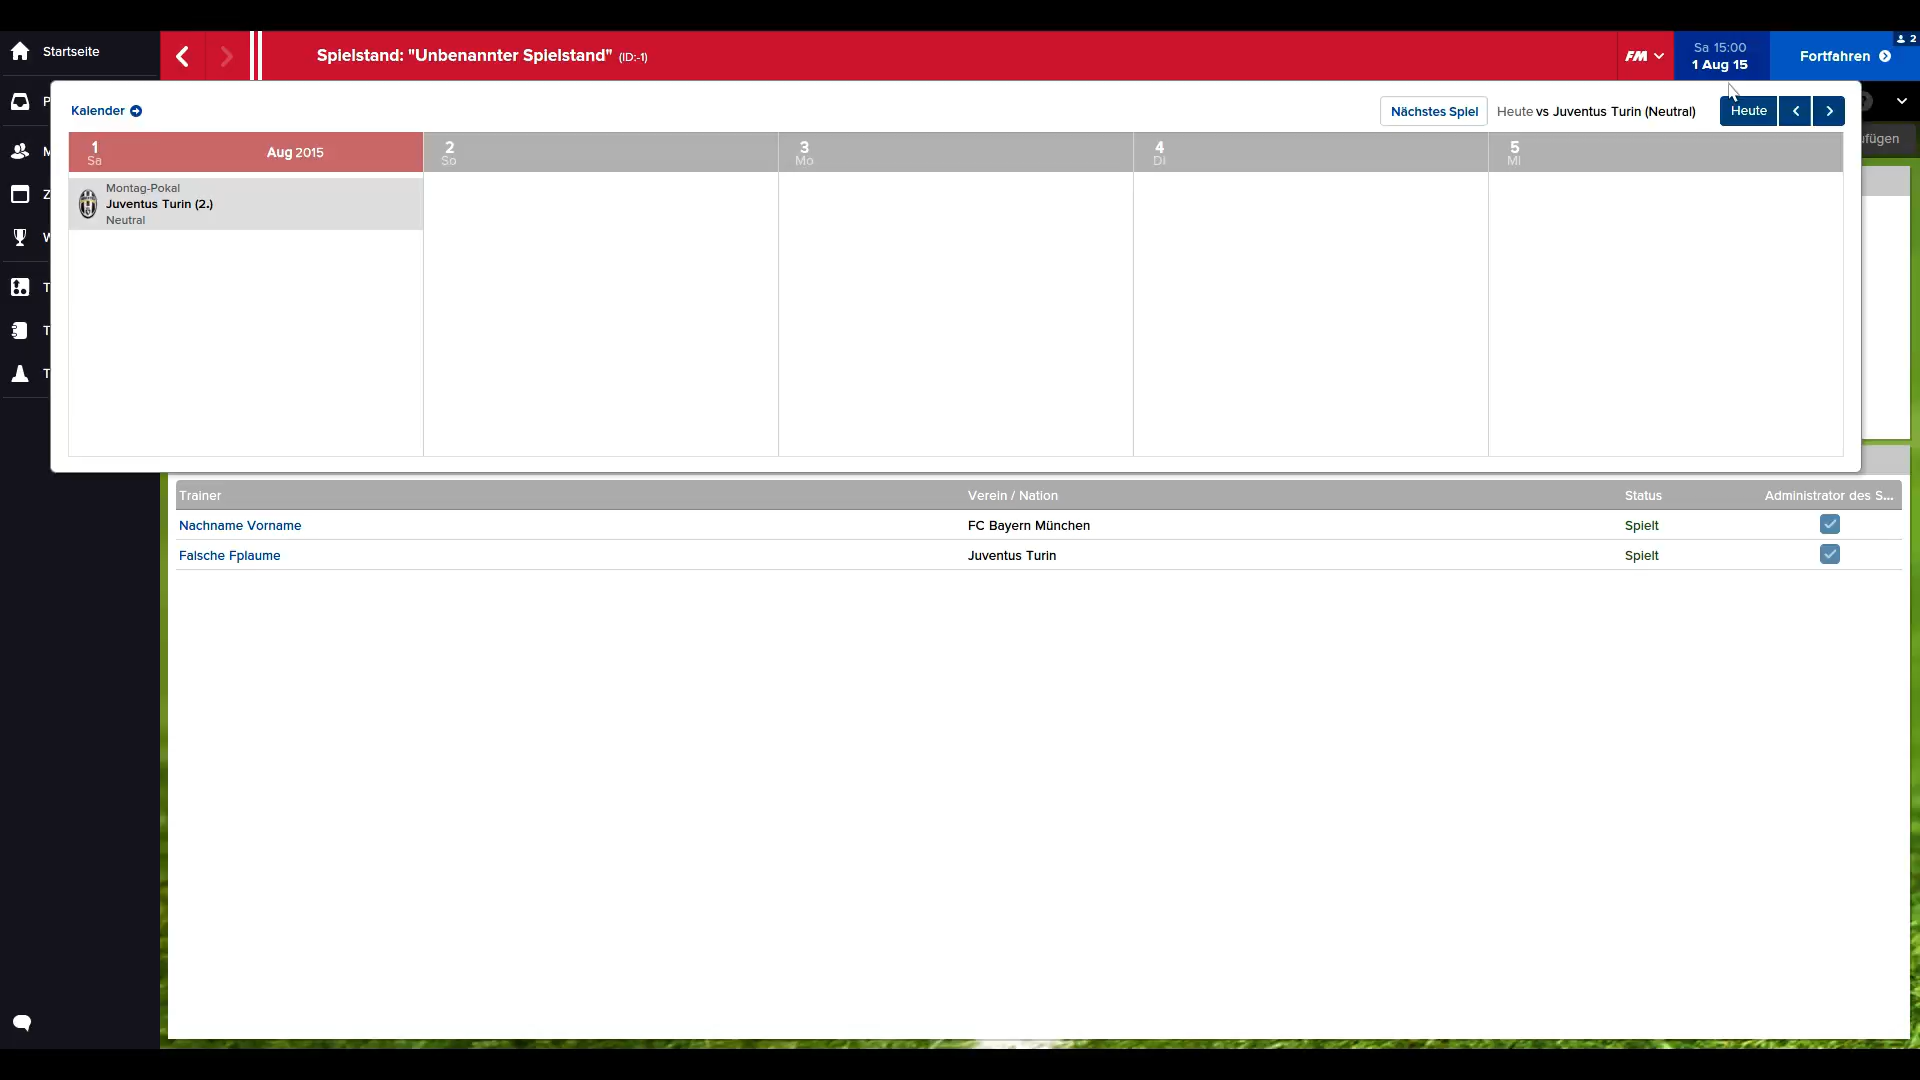 Startseite
Spielstand: "Unbenannter Spielstand" (ID:-1)
FM
Sa 15:00
1 Aug 15
Fortfahren
2
P
Kalender
Nächstes Spiel
Heute vs Juventus Turin (Neutral)
Heute
ufügen
M
Z
W
T
T
T
1
Sa
Aug 2015
2
So
3
Mo
4
Di
5
Mi
Montag-Pokal
Juventus Turin (2.)
Neutral
Trainer
Verein / Nation
Status
Administrator des S...
Nachname Vorname
FC Bayern München
Spielt
Falsche Fplaume
Juventus Turin
Spielt